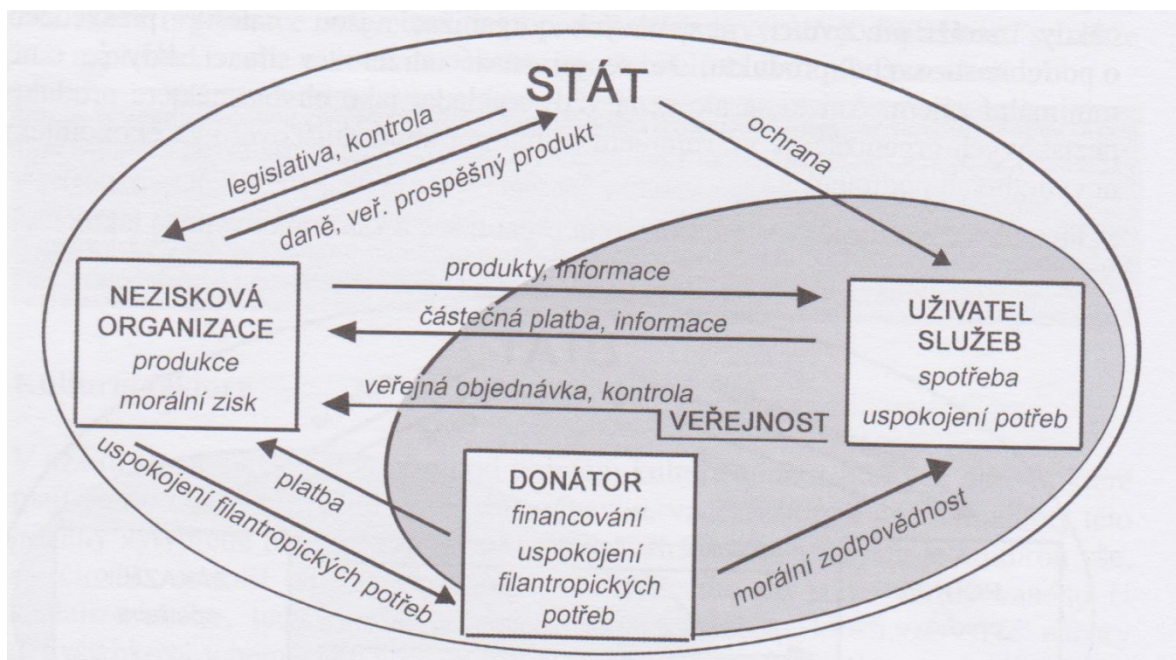 STÁT
legislativa, kontrola
daně, veř. prospěšný produkt
ochrana
produkty, informace
částečná platba, informace
veřejná objednávka, kontrola
VEŘEJNOST
NEZISKOVÁ
ORGANIZACE
produkce
morální zisk
UŽIVATEL
SLUŽEB
spotřeba
uspokojení potřeb
uspokojení filantropických potřeb
platba
DONÁTOR
financování
uspokojení
filantropických
potřeb
morální zodpovědnost